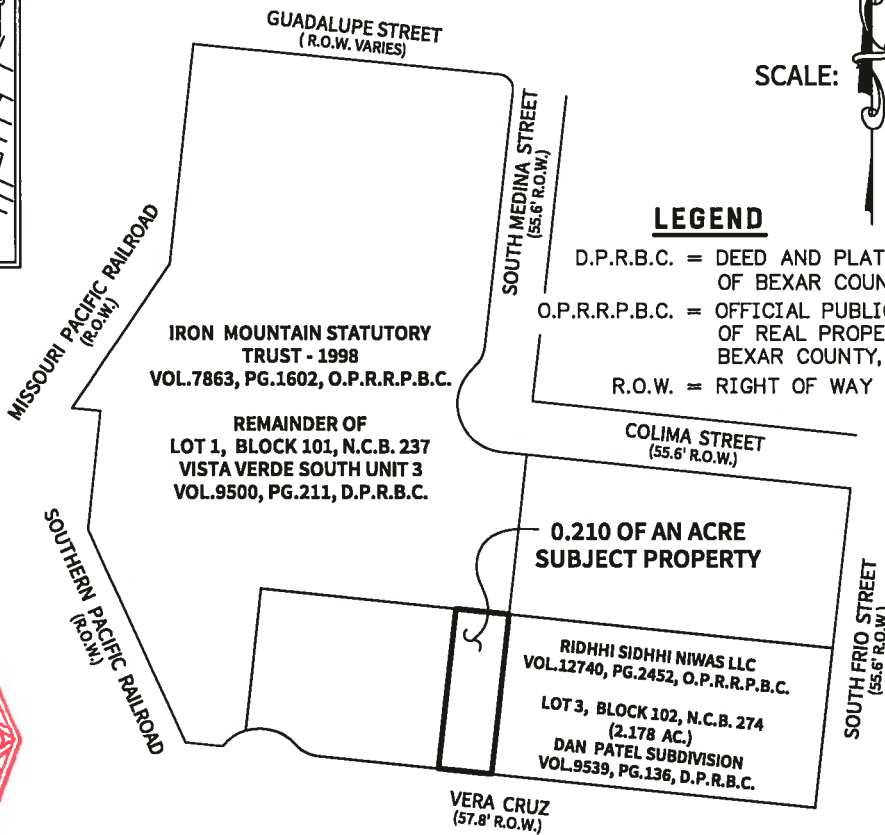 GUADALUPE STREET
( R.O.W. VARIES)
SCALE:
SOUTH MEDINA STREET
(55.6' R.O.W.)
LEGEND
D.P.R.B.C. = DEED AND PLAT
OF BEXAR COUN
O.P.R.R.P.B.C. = OFFICIAL PUBLIC
OF REAL PROPE
BEXAR COUNTY,
R.O.W. = RIGHT OF WAY
MISSOURI PACIFIC RAILROAD
(R.O.W.)
IRON MOUNTAIN STATUTORY
TRUST - 1998
VOL.7863, PG.1602, O.P.R.R.P.B.C.
REMAINDER OF
LOT 1, BLOCK 101, N.C.B. 237
VISTA VERDE SOUTH UNIT 3
VOL.9500, PG.211, D.P.R.B.C.
COLIMA STREET
(55.6' R.O.W.)
0.210 OF AN ACRE
SUBJECT PROPERTY
SOUTHERN PACIFIC RAILROAD
(R.O.W.)
RIDHHI SIDHHI NIWAS LLC
VOL.12740, PG.2452, O.P.R.R.P.B.C.
LOT 3, BLOCK 102, N.C.B. 274
(2.178 AC.)
DAN PATEL SUBDIVISION
VOL.9539, PG.136, D.P.R.B.C.
SOUTH FRIO STREET
(55.6' R.O.W.)
VERA CRUZ
(57.8' R.O.W.)